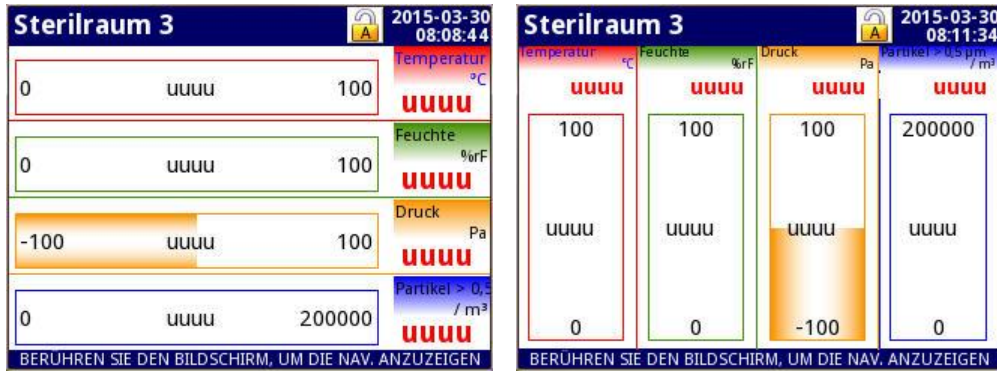 Sterilraum 3
A
2015-03-30
08:08:44
0 uuuu 100
Temperatur
°C
uuuu
0 uuuu 100
Feuchte
%rF
uuuu
-100 uuuu 100
Druck
Pa
uuuu
0 uuuu 200000
Partikel > 0,5
/ m³
uuuu
BERÜHREN SIE DEN BILDSCHIRM, UM DIE NAV. ANZUZEIGEN
Sterilraum 3
A
2015-03-30
08:11:34
Temperatur Feuchte Druck Partikel > 0,5 µm
°C %rF Pa / m³
uuuu uuuu uuuu uuuu
100 100 100 200000
uuuu uuuu uuuu uuuu
0 0 -100 0
BERÜHREN SIE DEN BILDSCHIRM, UM DIE NAV. ANZUZEIGEN